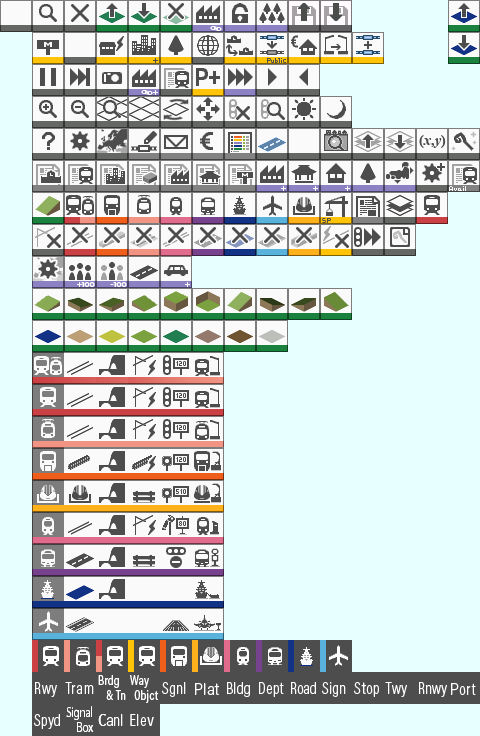 M
Public
€
P+
€
(x,y)
Avail
?
SP
+100 -100
120
120
120
120
510
80
Rwy Tram Brdg & Tn Way Objct Sgnl Plat Bldg Dept Road Sign Stop Twy Rnwy Port
Spyd Signal Box Canl Elev